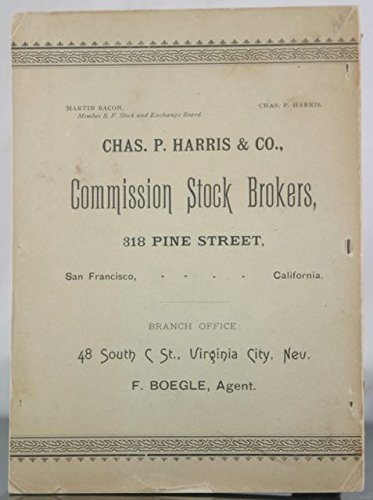 MARTIN BACON,
Member S. F. Stock and Exchange Board.
CHAS. P. HARRIS.
CHAS. P. HARRIS & CO.,
Commission Stock Brokers,
318 PINE STREET,
San Francisco, - - - - California.
BRANCH OFFICE:
48 South C St., Virginia City, Nev.
F. BOEGLE, Agent.